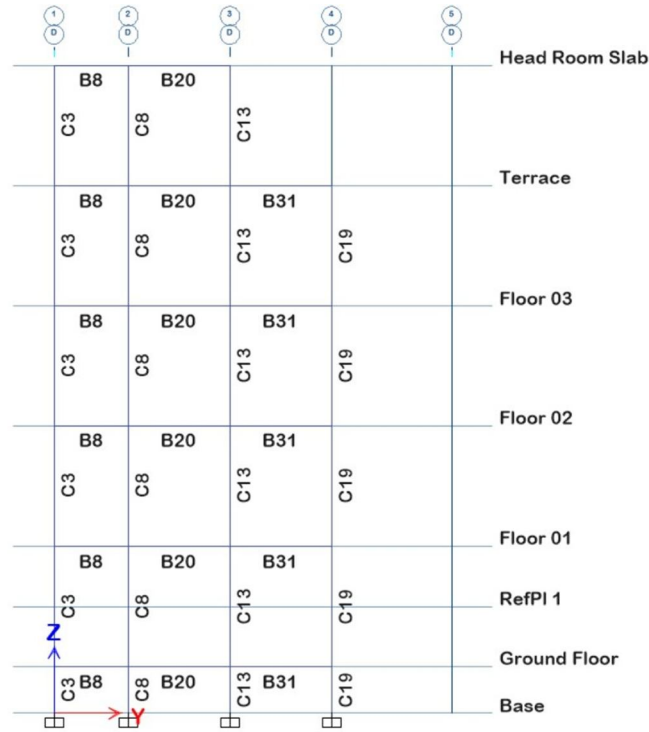 1 2 3 4 5
D D D D D
Head Room Slab
B8 B20
C3 C8 C13
Terrace
B8 B20 B31
C3 C8 C13 C19
Floor 03
B8 B20 B31
C3 C8 C13 C19
Floor 02
B8 B20 B31
C3 C8 C13 C19
Floor 01
B8 B20 B31
C3 C8 C13 C19 RefPl 1
Z
Ground Floor
C3 B8 C8 B20 C13 B31 C19
Base
Y